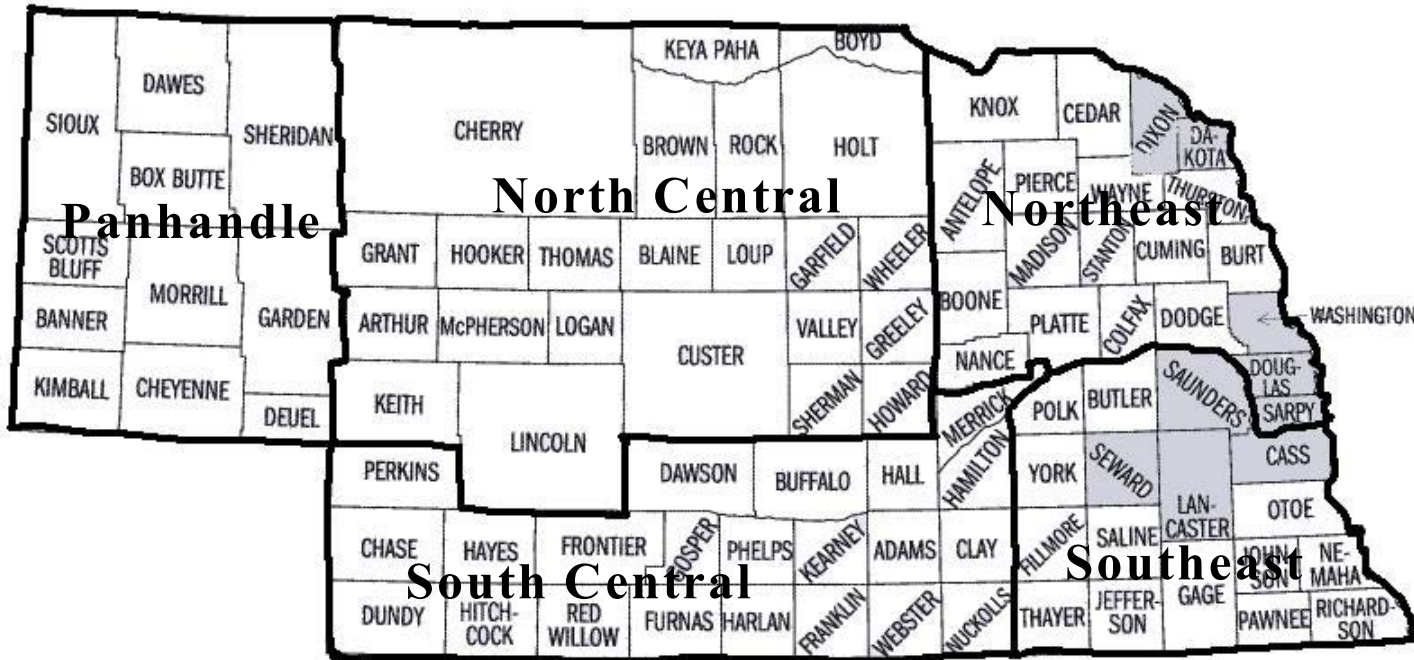 KEYA PAHA
BOYD
DAWES
KNOX
CEDAR
SIOUX
SHERIDAN
CHERRY
BROWN
ROCK
HOLT
DIXON
DA-
KOTA
BOX BUTTE
ANTELOPE
PIERCE
WAYNE
THURSTON
Panhandle
North Central
Northeast
SCOTTS
BLUFF
MORRILL
GARDEN
GRANT
HOOKER
THOMAS
BLAINE
LOUP
GARFIELD
WHEELER
MADISON
STANTON
CUMING
BURT
BANNER
ARTHUR
McPHERSON
LOGAN
CUSTER
VALLEY
GREELEY
BOONE
PLATTE
COLFAX
DODGE
WASHINGTON
KIMBALL
CHEYENNE
DEUEL
KEITH
LINCOLN
SHERMAN
HOWARD
NANCE
MERRICK
POLK
BUTLER
SAUNDERS
DOUG-
LAS
SARPY
PERKINS
DAWSON
BUFFALO
HALL
HAMILTON
YORK
SEWARD
LAN-
CASTER
CASS
OTOE
CHASE
HAYES
FRONTIER
GOSPER
PHELPS
KEARNEY
ADAMS
CLAY
FILLMORE
SALINE
JOHN-
SON
NE-
MAHA
South Central
Southeast
DUNDY
HITCH-
COCK
RED
WILLOW
FURNAS
HARLAN
FRANKLIN
WEBSTER
NUCKOLLS
THAYER
JEFFER-
SON
GAGE
PAWNEE
RICHARD-
SON